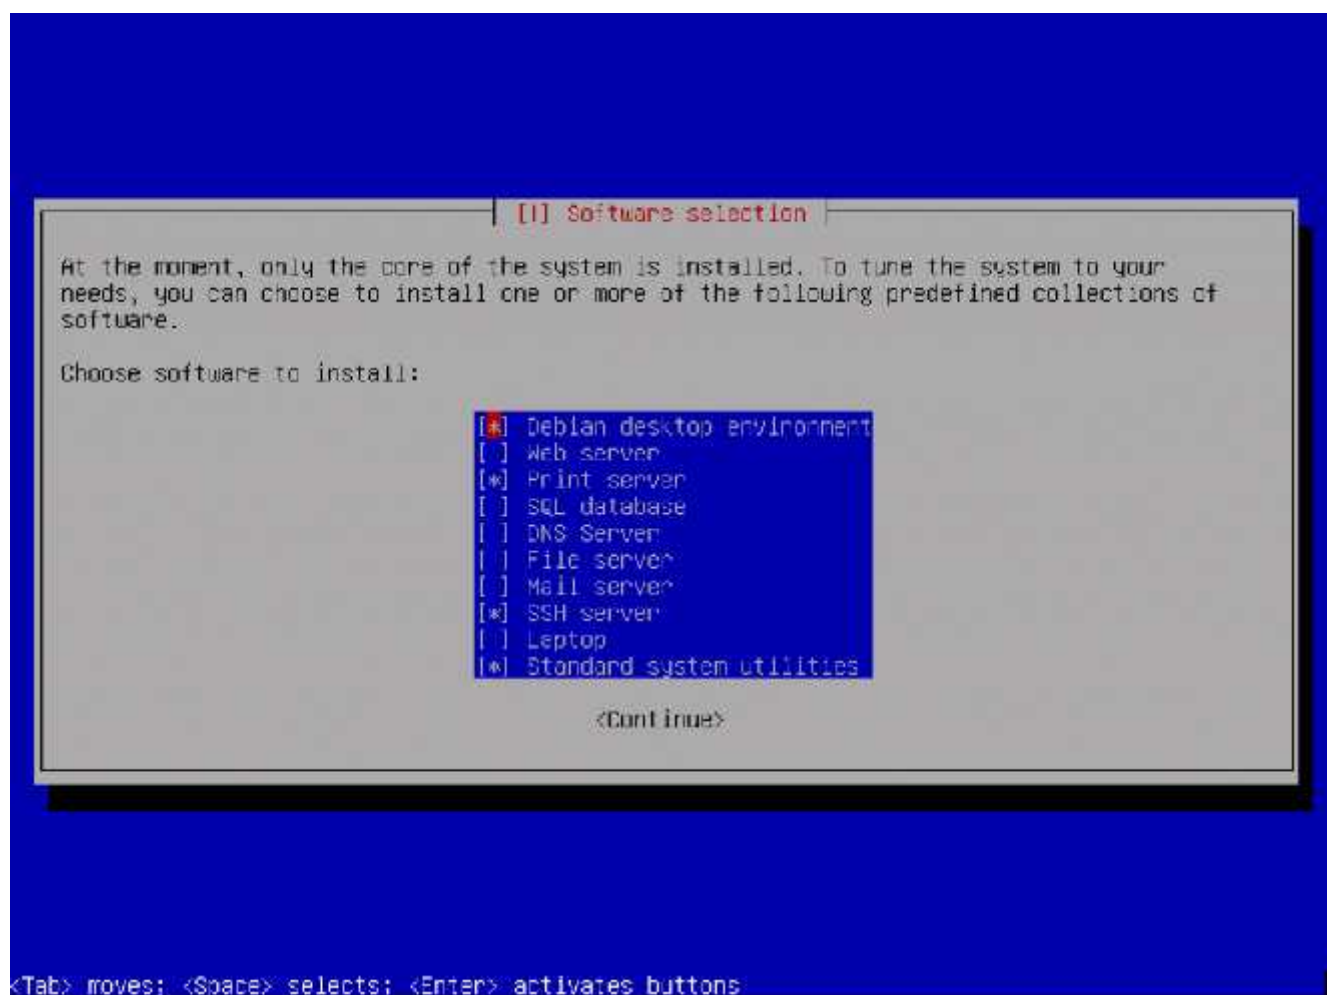 [!] Software selection
At the moment, only the core of the system is installed. To tune the system to your
needs, you can choose to install one or more of the following predefined collections of
software.
Choose software to install:
[*] Debian desktop environment
[ ] Web server
[*] Print server
[ ] SQL database
[ ] DNS Server
[ ] File server
[ ] Mail server
[*] SSH server
[ ] Laptop
[*] Standard system utilities
<Continue>
<Tab> moves; <Space> selects; <Enter> activates buttons